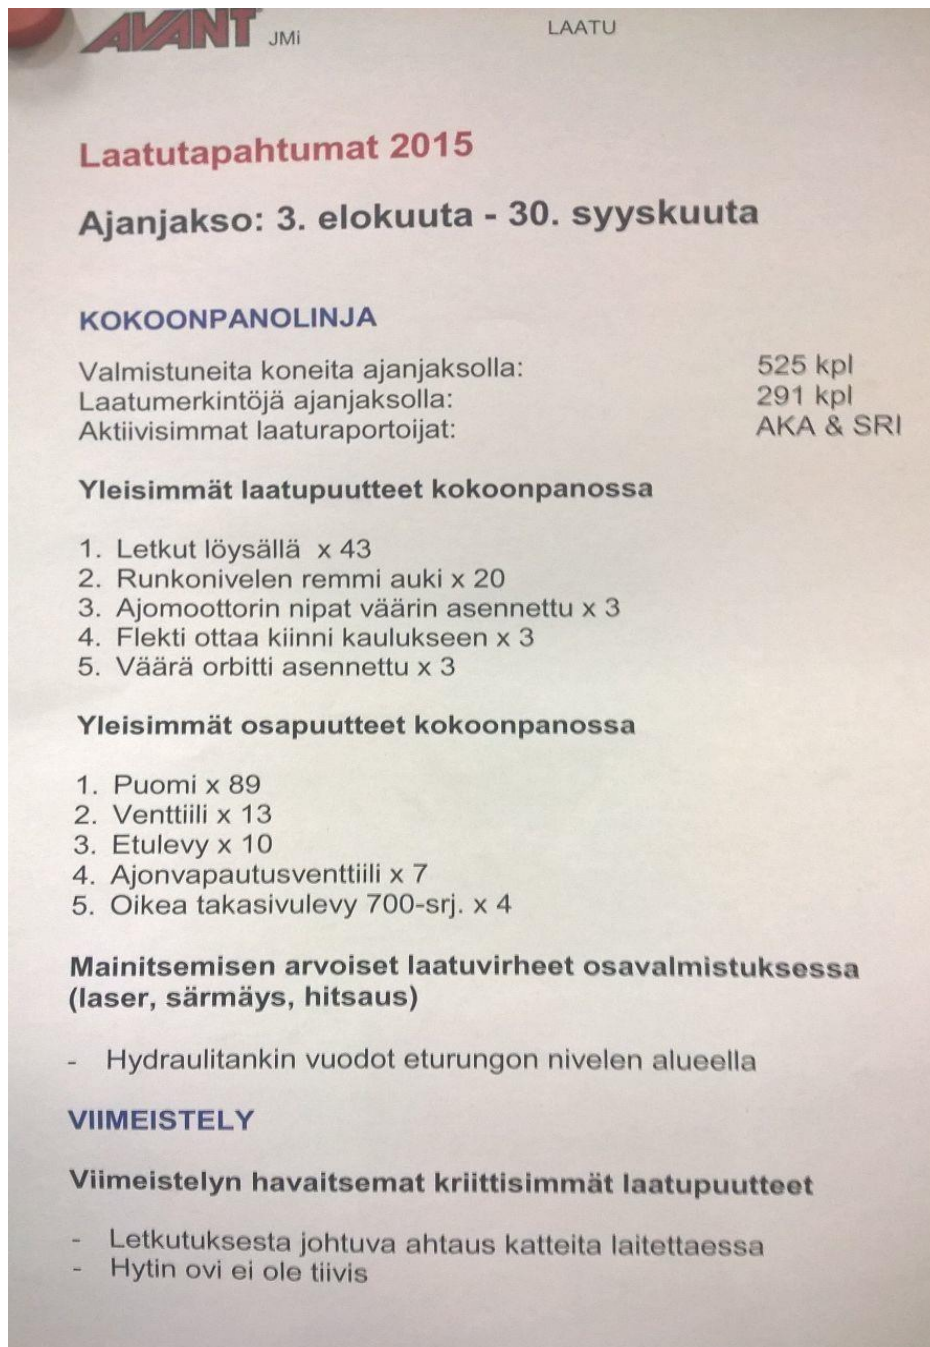 AVANT JMi LAATU
Laatutapahtumat 2015
Ajanjakso: 3. elokuuta - 30. syyskuuta
KOKOONPANOLINJA
Valmistuneita koneita ajanjaksolla: 525 kpl
Laatumerkintöjä ajanjaksolla: 291 kpl
Aktiivisimmat laaturaportoijat: AKA & SRI
Yleisimmät laatupuutteet kokoonpanossa
1. Letkut löysällä x 43
2. Runkonivelen remmi auki x 20
3. Ajomoottorin nipat väärin asennettu x 3
4. Flekti ottaa kiinni kaulukseen x 3
5. Väärä orbitti asennettu x 3
Yleisimmät osapuutteet kokoonpanossa
1. Puomi x 89
2. Venttiili x 13
3. Etulevy x 10
4. Ajonvapautusventtiili x 7
5. Oikea takasivulevy 700-srj. x 4
Mainitsemisen arvoiset laatuvirheet osavalmistuksessa
(laser, särmäys, hitsaus)
- Hydraulitankin vuodot eturungon nivelen alueella
VIIMEISTELY
Viimeistelyn havaitsemat kriittisimmät laatupuutteet
- Letkutuksesta johtuva ahtaus katteita laitettaessa
- Hytin ovi ei ole tiivis